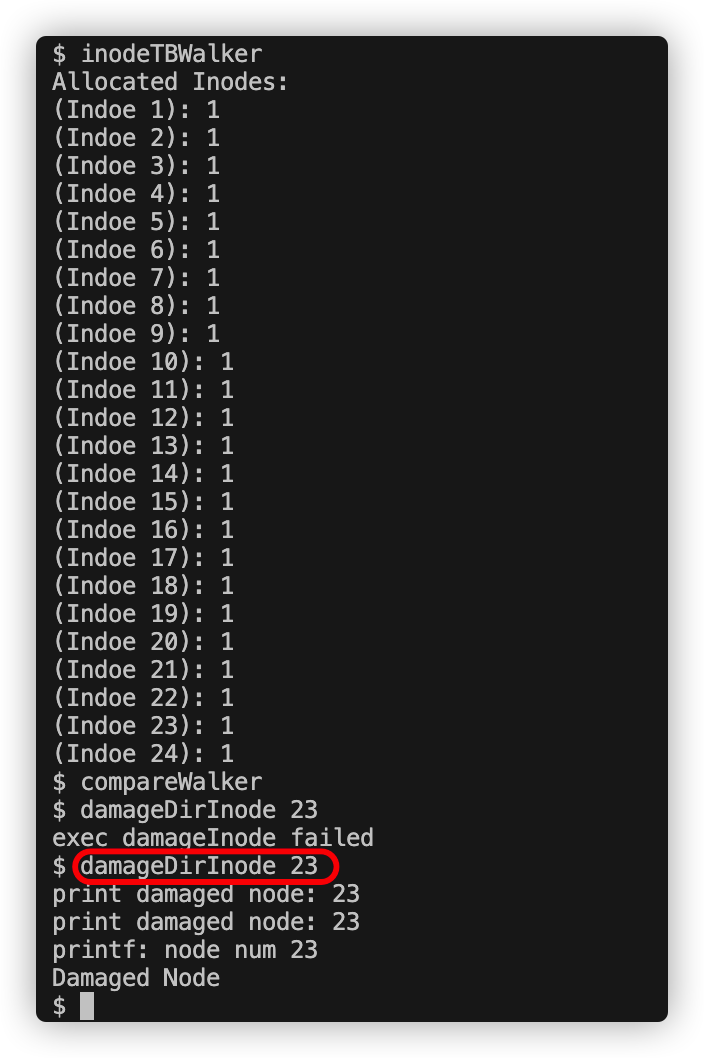 $ inodeTBWalker
Allocated Inodes:
(Indoe 1): 1
(Indoe 2): 1
(Indoe 3): 1
(Indoe 4): 1
(Indoe 5): 1
(Indoe 6): 1
(Indoe 7): 1
(Indoe 8): 1
(Indoe 9): 1
(Indoe 10): 1
(Indoe 11): 1
(Indoe 12): 1
(Indoe 13): 1
(Indoe 14): 1
(Indoe 15): 1
(Indoe 16): 1
(Indoe 17): 1
(Indoe 18): 1
(Indoe 19): 1
(Indoe 20): 1
(Indoe 21): 1
(Indoe 22): 1
(Indoe 23): 1
(Indoe 24): 1
$ compareWalker
$ damageDirInode 23
exec damageInode failed
$ damageDirInode 23
print damaged node: 23
print damaged node: 23
printf: node num 23
Damaged Node
$